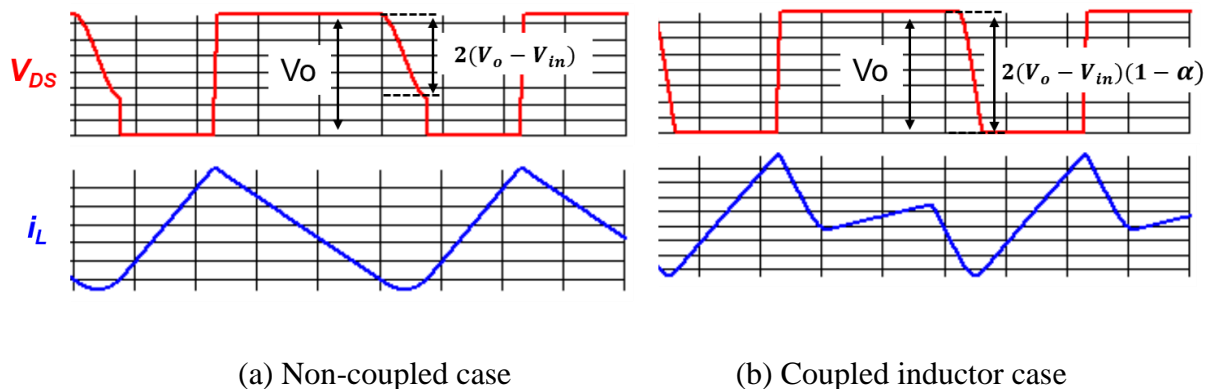 V_DS
Vo
2(V_o − V_in)
Vo
2(V_o − V_in)(1 − α)
i_L
(a) Non-coupled case
(b) Coupled inductor case